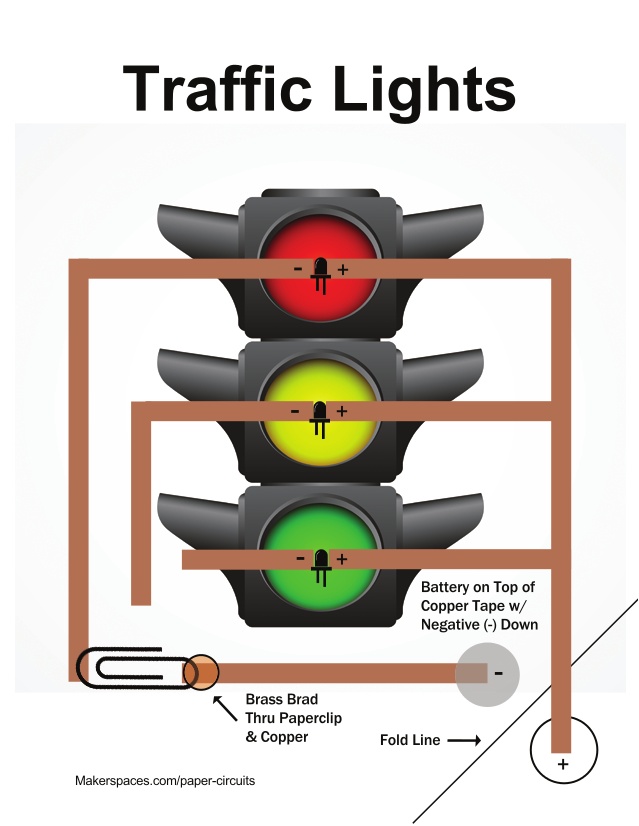 Traffic Lights
- +
- +
- +
Battery on Top of
Copper Tape w/
Negative (-) Down
-
Brass Brad
Thru Paperclip
& Copper
Fold Line
+
Makerspaces.com/paper-circuits